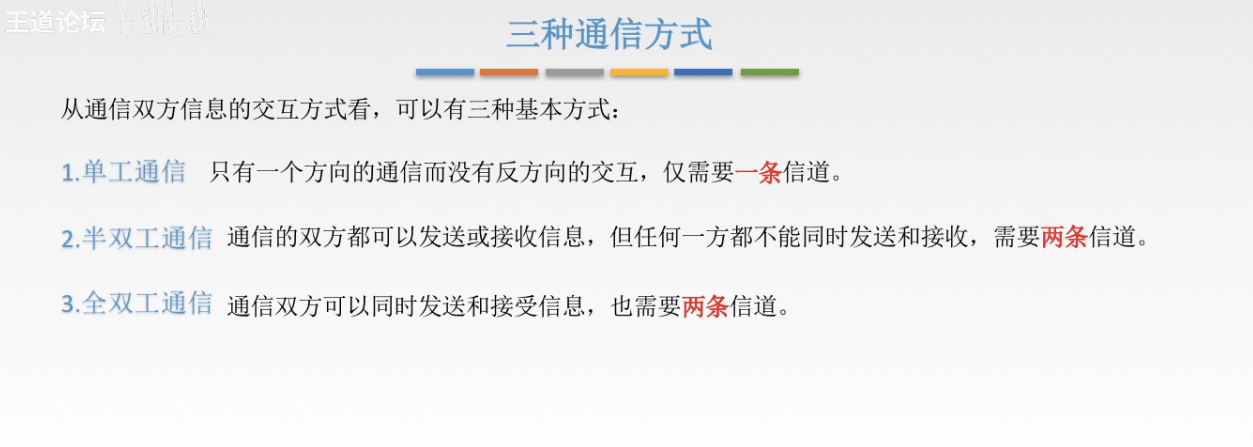 王道论坛 bilibili
三种通信方式
从通信双方信息的交互方式看，可以有三种基本方式：
1.单工通信 只有一个方向的通信而没有反方向的交互，仅需要一条信道。
2.半双工通信 通信的双方都可以发送或接收信息，但任何一方都不能同时发送和接收，需要两条信道。
3.全双工通信 通信双方可以同时发送和接受信息，也需要两条信道。